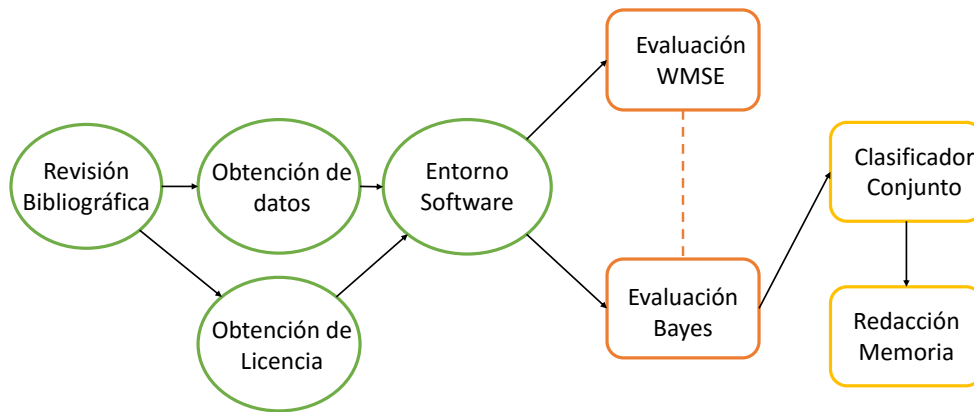 Revisión
Bibliográfica
Obtención de
datos
Obtención de
Licencia
Entorno
Software
Evaluación
WMSE
Evaluación
Bayes
Clasificador
Conjunto
Redacción
Memoria